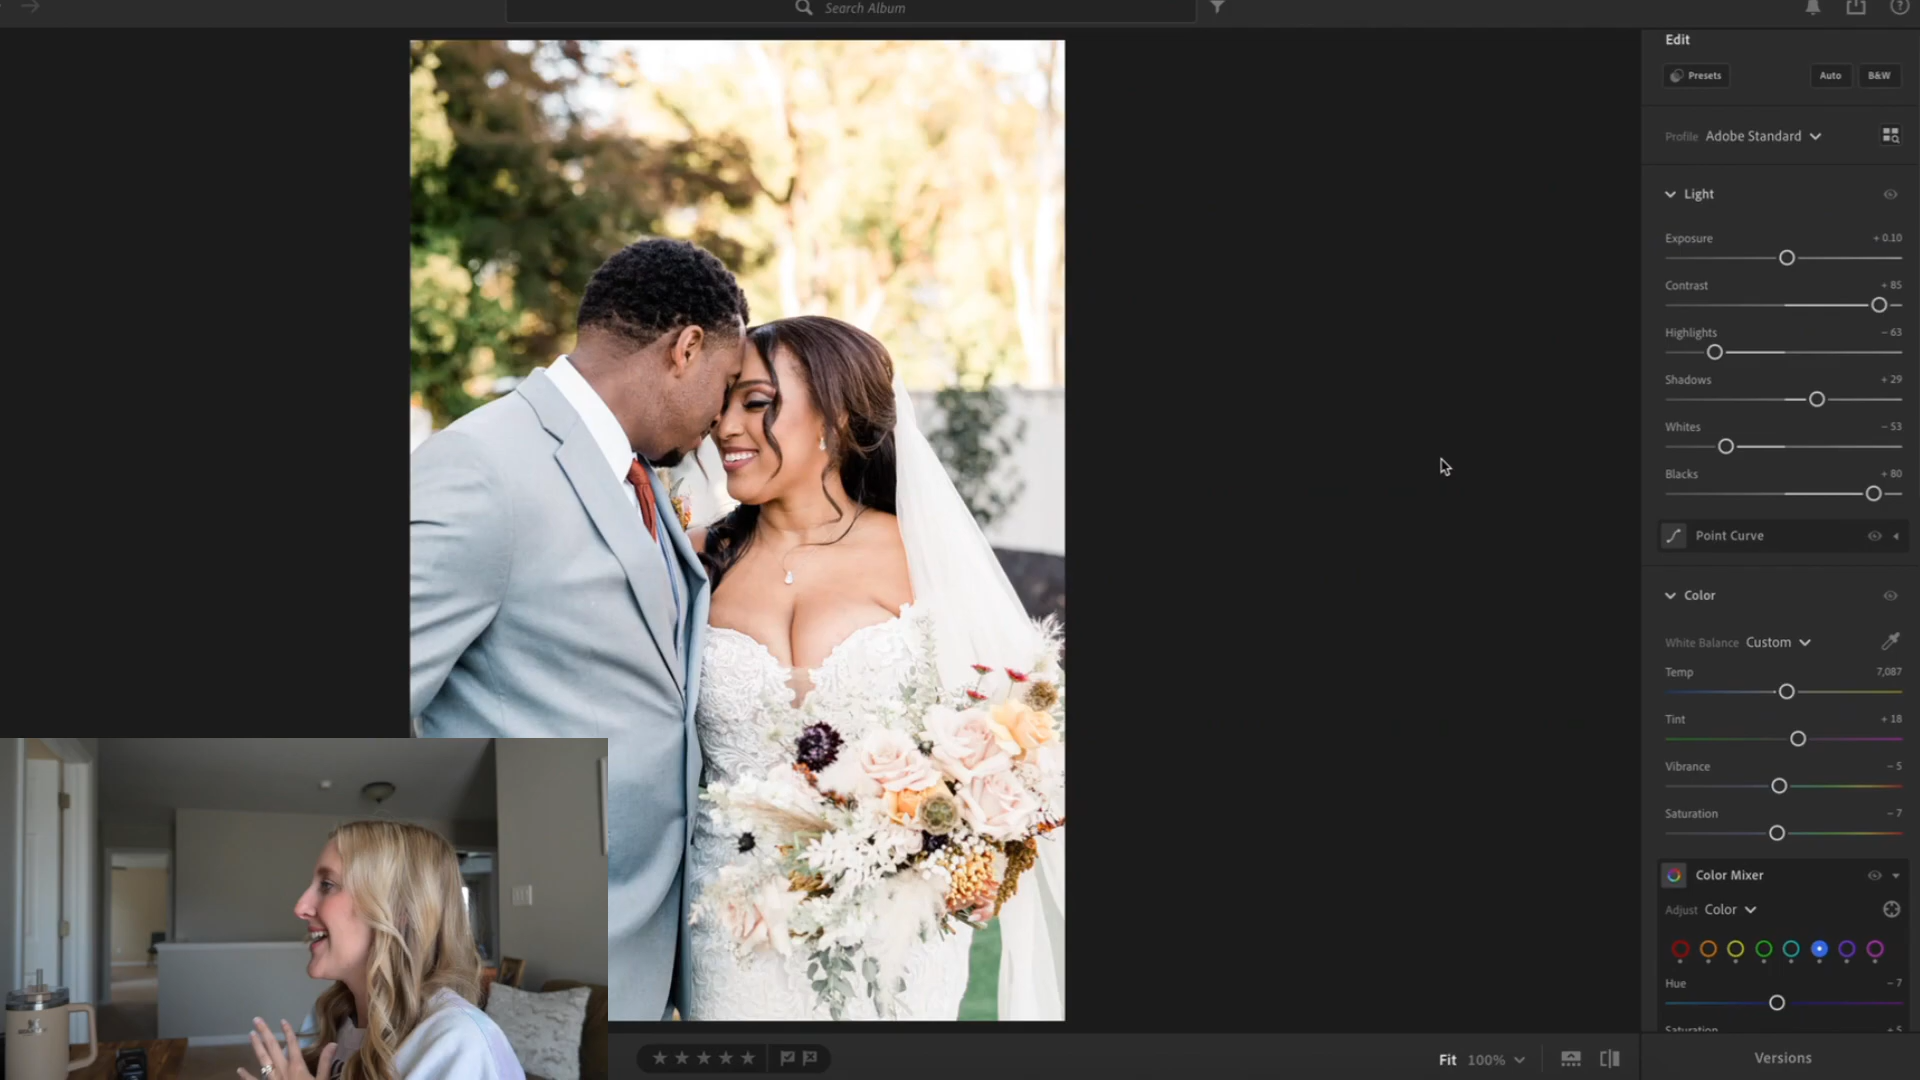 Search Album
Edit
Presets
Auto
B&W
Profile Adobe Standard
Light
Exposure + 0.10
Contrast + 85
Highlights - 63
Shadows + 29
Whites - 53
Blacks + 80
Point Curve
Color
White Balance Custom
Temp 7,087
Tint + 18
Vibrance - 5
Saturation - 7
Color Mixer
Adjust Color
Hue - 7
Saturation + 5
Fit 100%
Versions